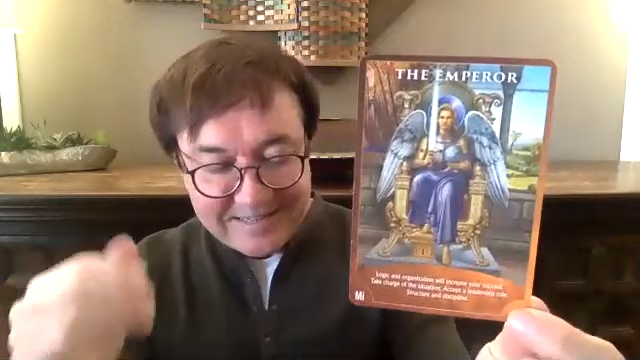 THE EMPEROR
Logic and organization will increase your success.
Take charge of the situation. Accept a leadership role.
Structure and discipline.
Mi